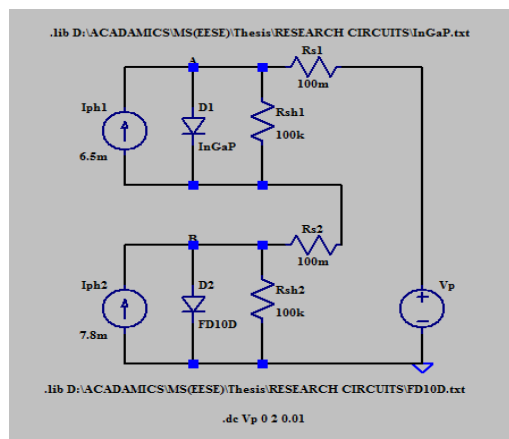 .lib D:\ACADAMICS\MS(EESE)\Thesis\RESEARCH CIRCUITS\InGaP.txt
Rs1
A
100m
Iph1
D1
Rsh1
InGaP
100k
6.5m
Rs2
B
100m
Iph2
D2
Rsh2
Vp
FD10D
100k
7.8m
.lib D:\ACADAMICS\MS(EESE)\Thesis\RESEARCH CIRCUITS\FD10D.txt
.dc Vp 0 2 0.01